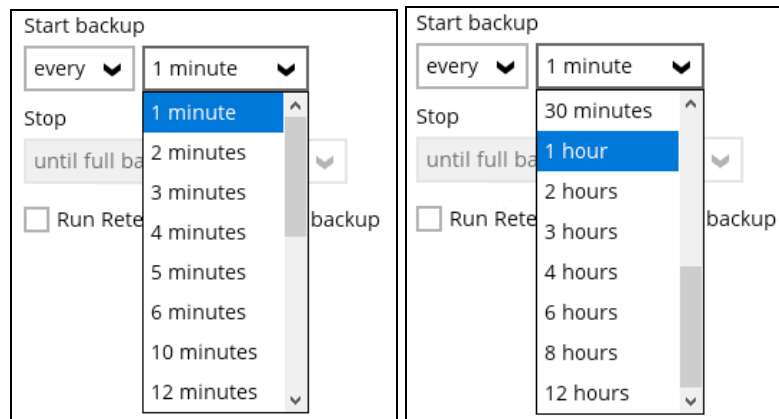 Start backup
every 1 minute
1 minute
Stop
2 minutes
until full ba
3 minutes
Run Rete backup
4 minutes
5 minutes
6 minutes
10 minutes
12 minutes
Start backup
every 1 minute
30 minutes
Stop
1 hour
until full ba
2 hours
Run Rete backup
3 hours
4 hours
6 hours
8 hours
12 hours